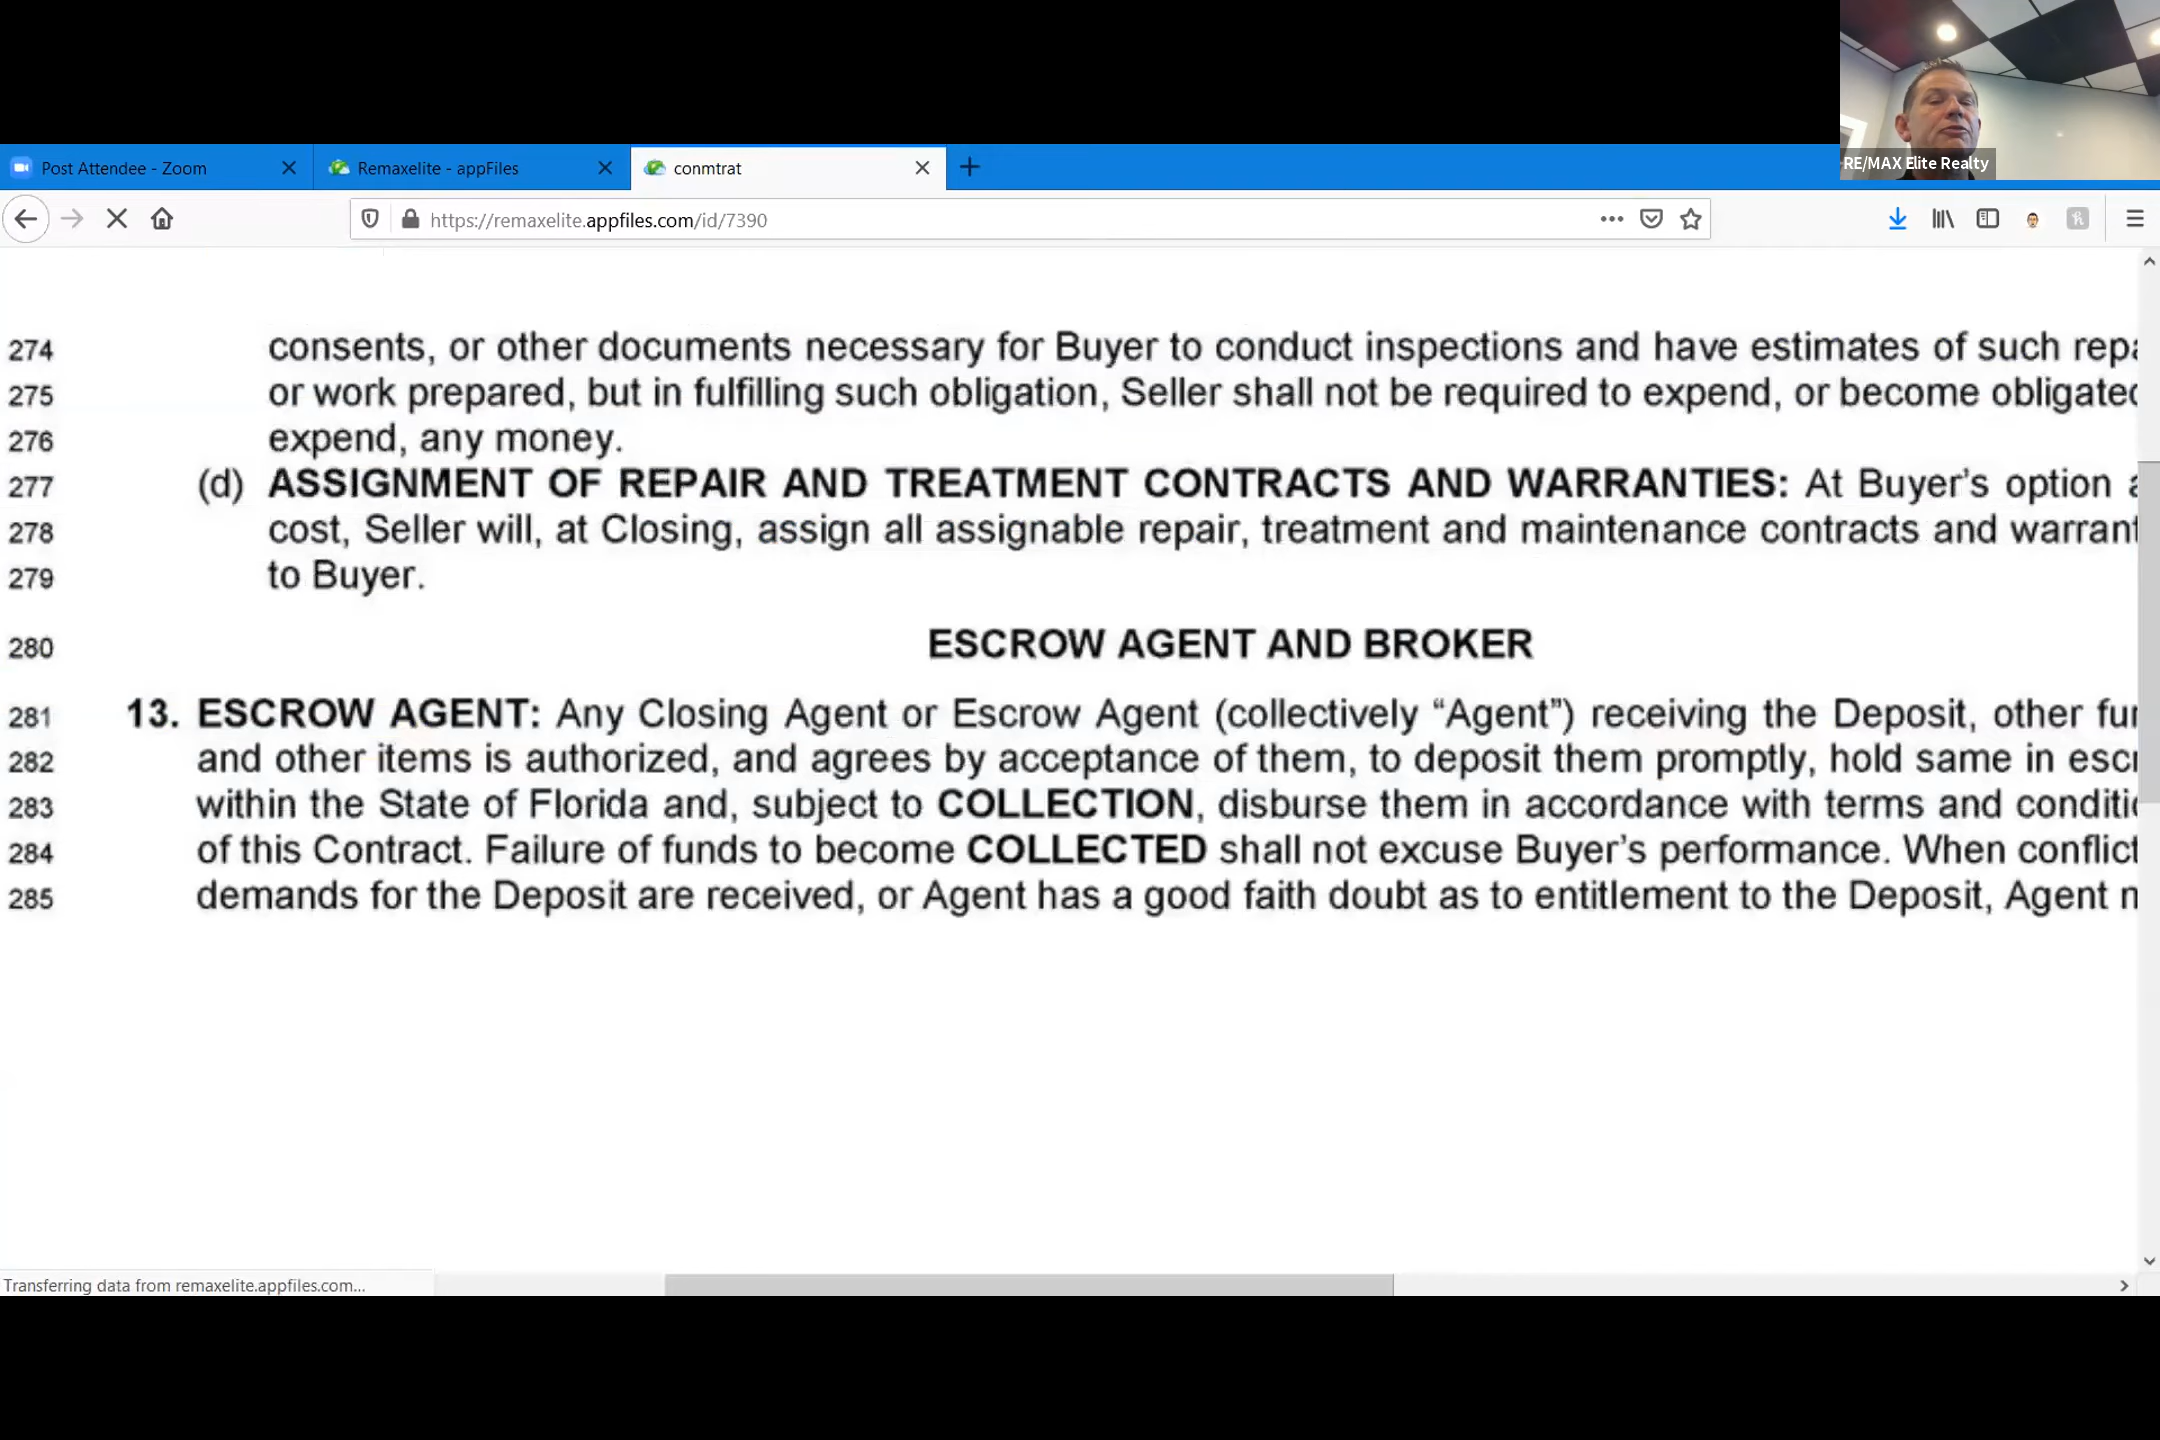 RE/MAX Elite Realty
Post Attendee - Zoom
Remaxelite - appFiles
conmtrat
https://remaxelite.appfiles.com/id/7390
274 consents, or other documents necessary for Buyer to conduct inspections and have estimates of such repa
275 or work prepared, but in fulfilling such obligation, Seller shall not be required to expend, or become obligated
276 expend, any money.
277 (d) ASSIGNMENT OF REPAIR AND TREATMENT CONTRACTS AND WARRANTIES: At Buyer's option a
278 cost, Seller will, at Closing, assign all assignable repair, treatment and maintenance contracts and warrant
279 to Buyer.
280 ESCROW AGENT AND BROKER
281 13. ESCROW AGENT: Any Closing Agent or Escrow Agent (collectively “Agent”) receiving the Deposit, other fun
282 and other items is authorized, and agrees by acceptance of them, to deposit them promptly, hold same in escr
283 within the State of Florida and, subject to COLLECTION, disburse them in accordance with terms and conditio
284 of this Contract. Failure of funds to become COLLECTED shall not excuse Buyer's performance. When conflict
285 demands for the Deposit are received, or Agent has a good faith doubt as to entitlement to the Deposit, Agent m
Transferring data from remaxelite.appfiles.com...